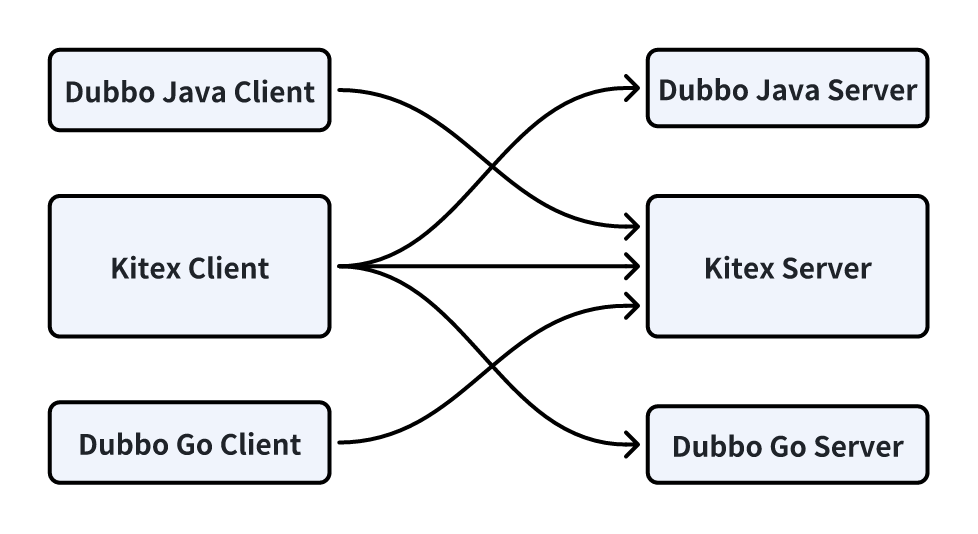 Dubbo Java Client
Dubbo Java Server
Kitex Client
Kitex Server
Dubbo Go Client
Dubbo Go Server